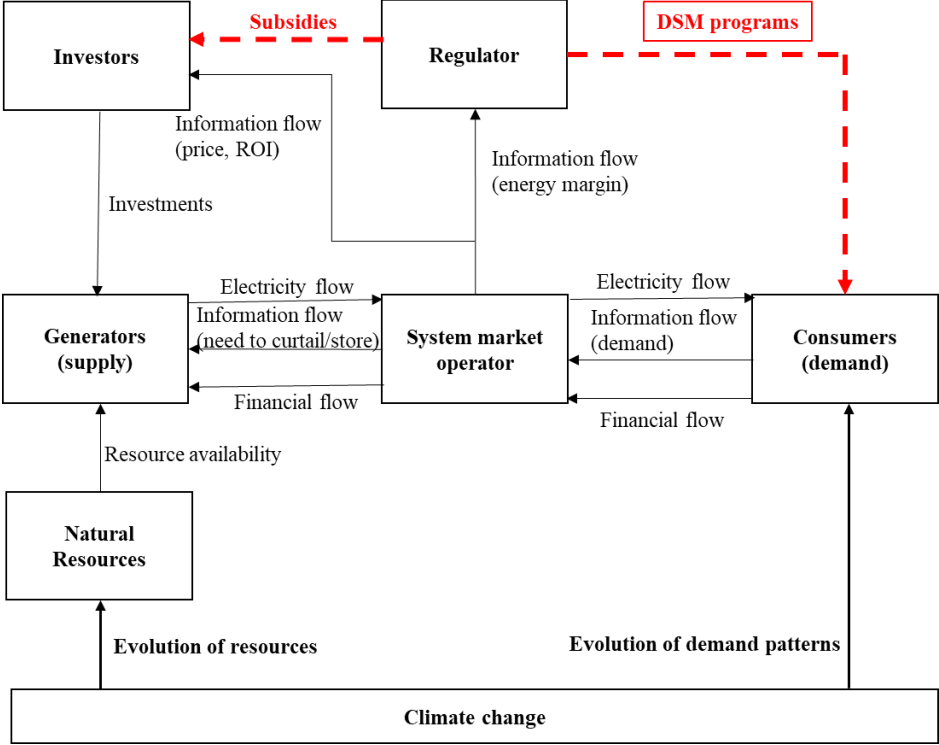 Subsidies
DSM programs
Investors
Regulator
Information flow
(price, ROI)
Information flow
(energy margin)
Investments
Electricity flow
Electricity flow
Generators
(supply)
Information flow
(need to curtail/store)
System market
operator
Information flow
(demand)
Consumers
(demand)
Financial flow
Financial flow
Resource availability
Natural
Resources
Evolution of resources
Evolution of demand patterns
Climate change